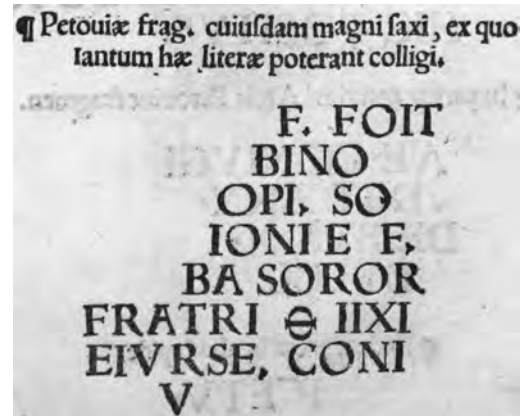 ¶ Petouiæ frag. cuiuſdam magni ſaxi, ex quo
tantum hæ literæ poterant colligi.
F. FOIT
BINO
OPI, SO
IONI E F,
BA SOROR
FRATRI ꝋ IIXI
EIVRSE, CONI
V